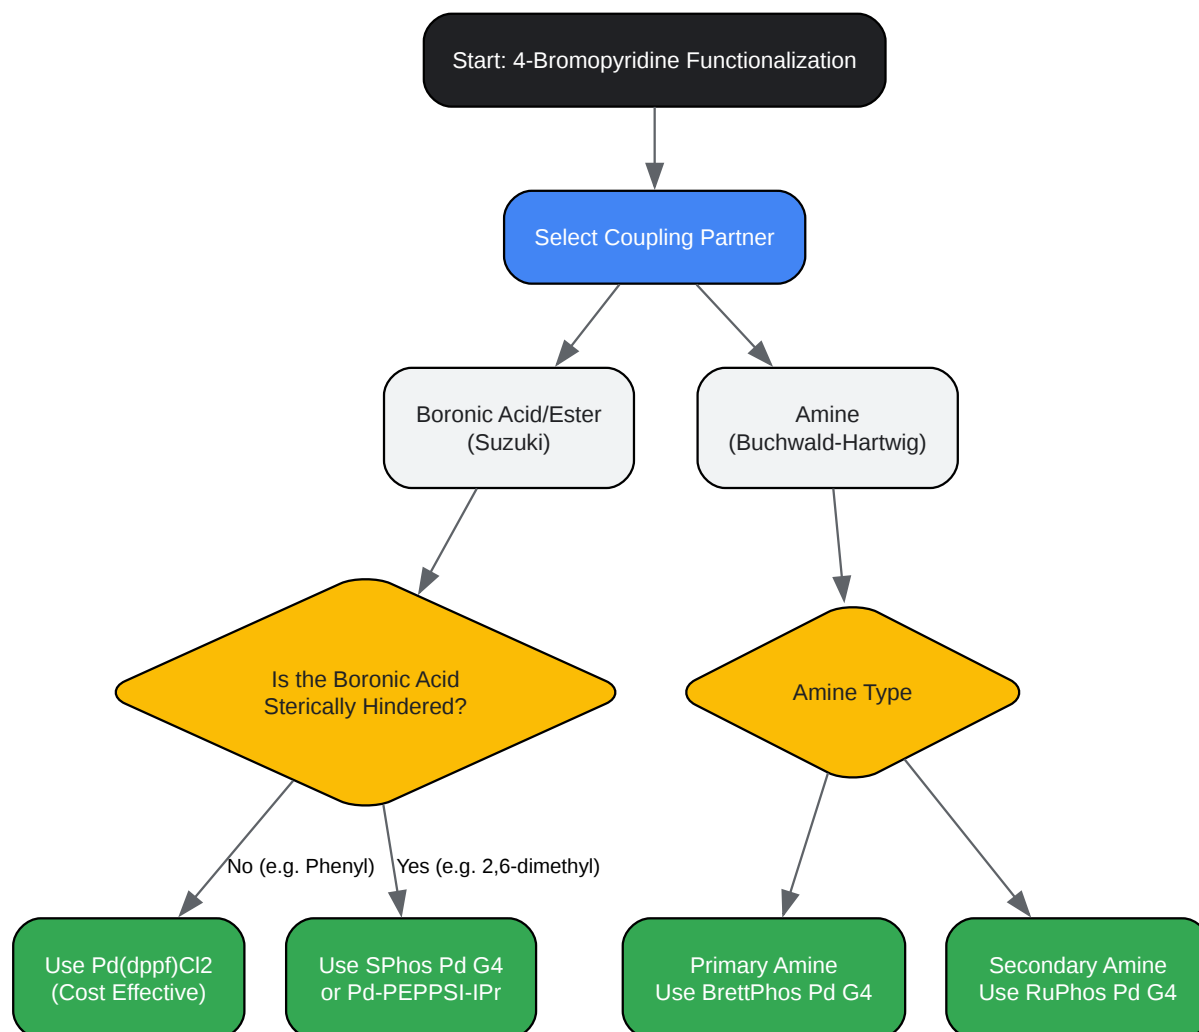 Start: 4-Bromopyridine Functionalization
Select Coupling Partner
Boronic Acid/Ester
(Suzuki)
Amine
(Buchwald-Hartwig)
Is the Boronic Acid
Sterically Hindered?
Amine Type
No (e.g. Phenyl)
Yes (e.g. 2,6-dimethyl)
Use Pd(dppf)Cl2
(Cost Effective)
Use SPhos Pd G4
or Pd-PEPPSI-IPr
Primary Amine
Use BrettPhos Pd G4
Secondary Amine
Use RuPhos Pd G4